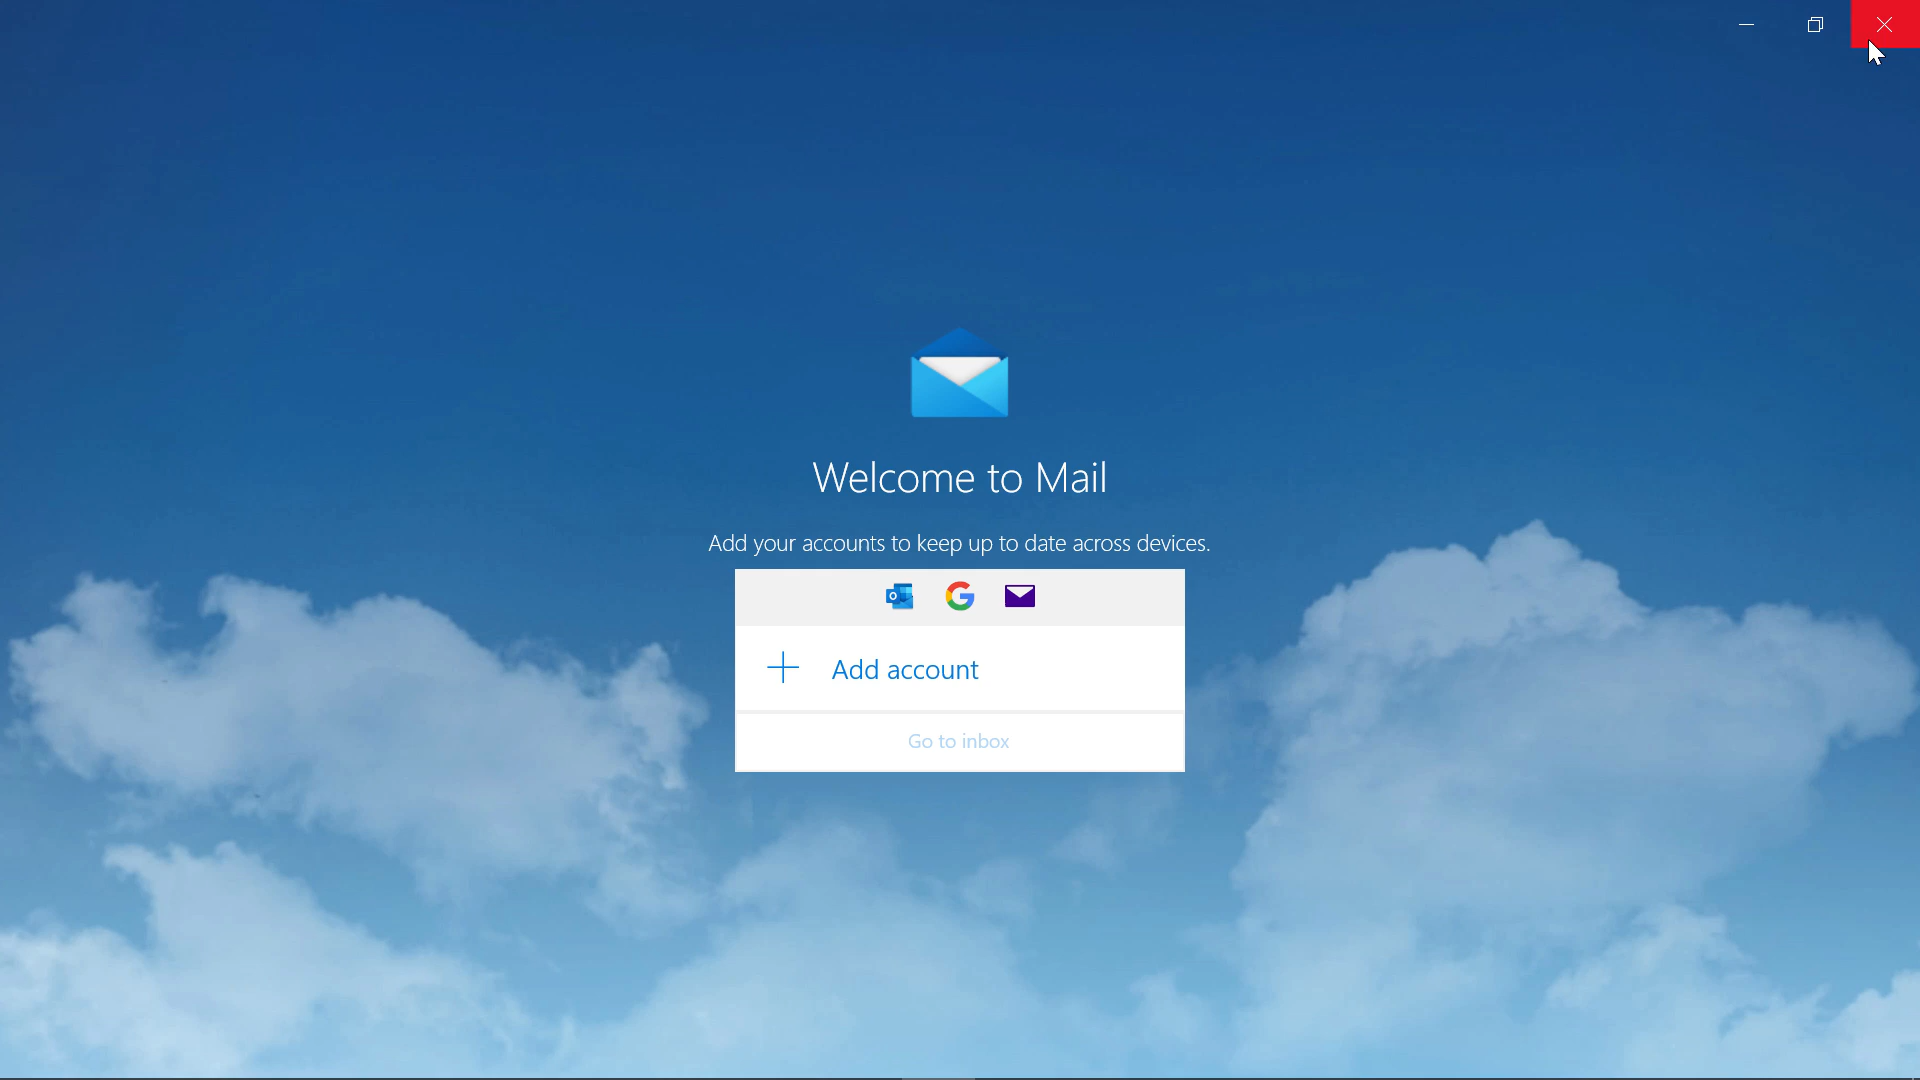 Welcome to Mail
Add your accounts to keep up to date across devices.
Add account
Go to inbox